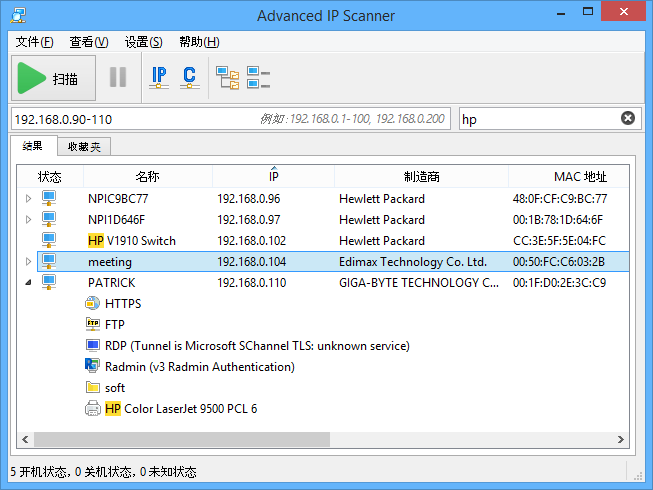 Advanced IP Scanner
文件(F) 查看(V) 设置(S) 帮助(H)
扫描 IP C
192.168.0.90-110 例如:192.168.0.1-100, 192.168.0.200 hp
结果 收藏夹
状态 名称 IP 制造商 MAC 地址
NPIC9BC77 192.168.0.96 Hewlett Packard 48:0F:CF:C9:BC:77
NPI1D646F 192.168.0.97 Hewlett Packard 00:1B:78:1D:64:6F
HP V1910 Switch 192.168.0.102 Hewlett Packard CC:3E:5F:5E:04:FC
meeting 192.168.0.104 Edimax Technology Co. Ltd. 00:50:FC:C6:03:2B
PATRICK 192.168.0.110 GIGA-BYTE TECHNOLOGY C... 00:1F:D0:2E:3C:C9
HTTPS
FTP FTP
RDP (Tunnel is Microsoft SChannel TLS: unknown service)
Radmin (v3 Radmin Authentication)
soft
HP Color LaserJet 9500 PCL 6
5 开机状态, 0 关机状态, 0 未知状态